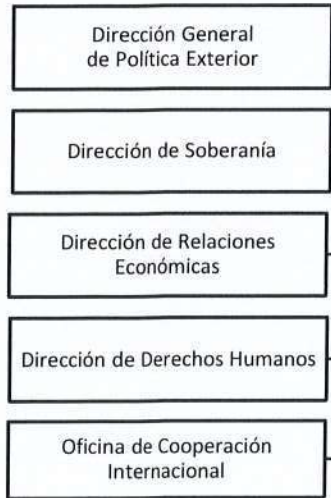 Dirección General
de Política Exterior
Dirección de Soberanía
Dirección de Relaciones
Económicas
Dirección de Derechos Humanos
Oficina de Cooperación
Internacional